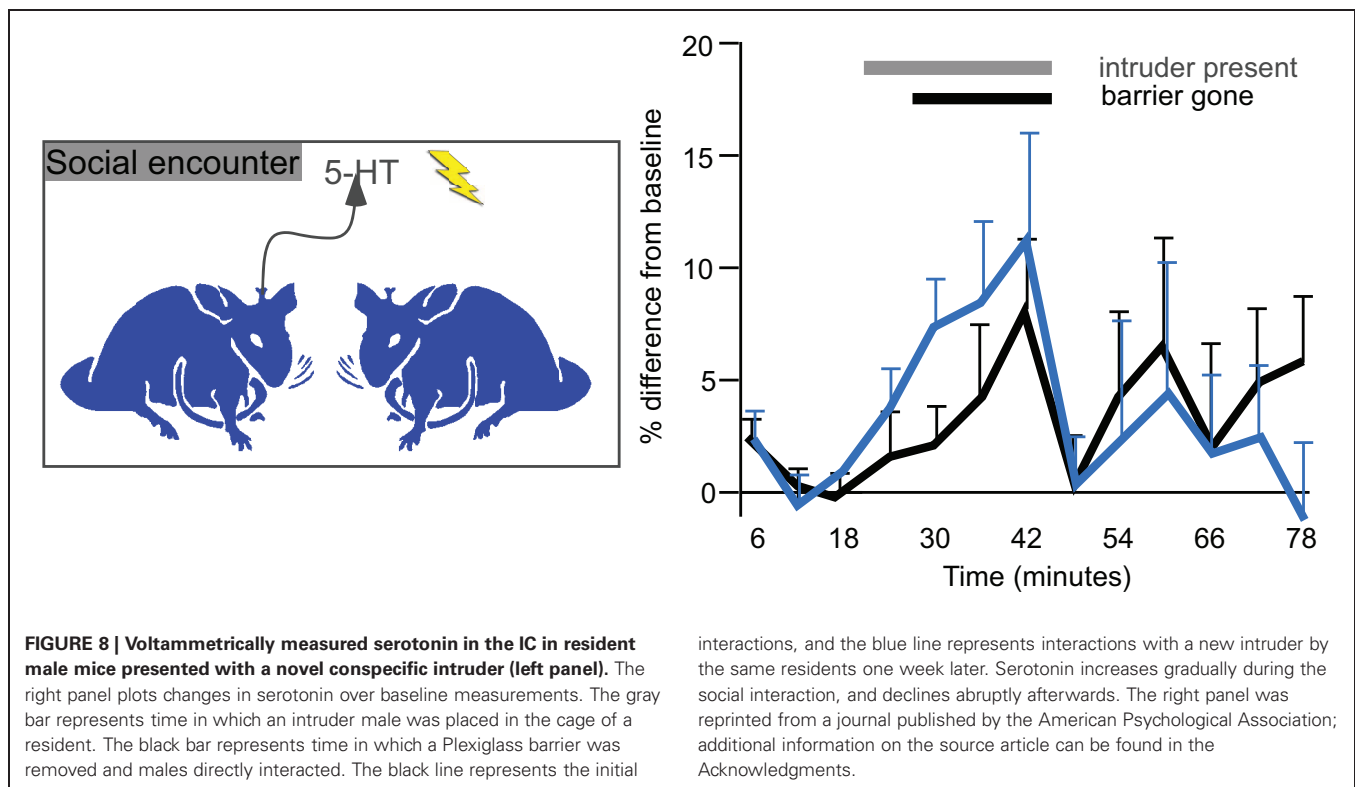 Social encounter
5-HT
% difference from baseline
20
15
10
5
0
intruder present
barrier gone
6 18 30 42 54 66 78
Time (minutes)
FIGURE 8 | Voltammetrically measured serotonin in the IC in resident
male mice presented with a novel conspecific intruder (left panel). The
right panel plots changes in serotonin over baseline measurements. The gray
bar represents time in which an intruder male was placed in the cage of a
resident. The black bar represents time in which a Plexiglass barrier was
removed and males directly interacted. The black line represents the initial
interactions, and the blue line represents interactions with a new intruder by
the same residents one week later. Serotonin increases gradually during the
social interaction, and declines abruptly afterwards. The right panel was
reprinted from a journal published by the American Psychological Association;
additional information on the source article can be found in the
Acknowledgments.